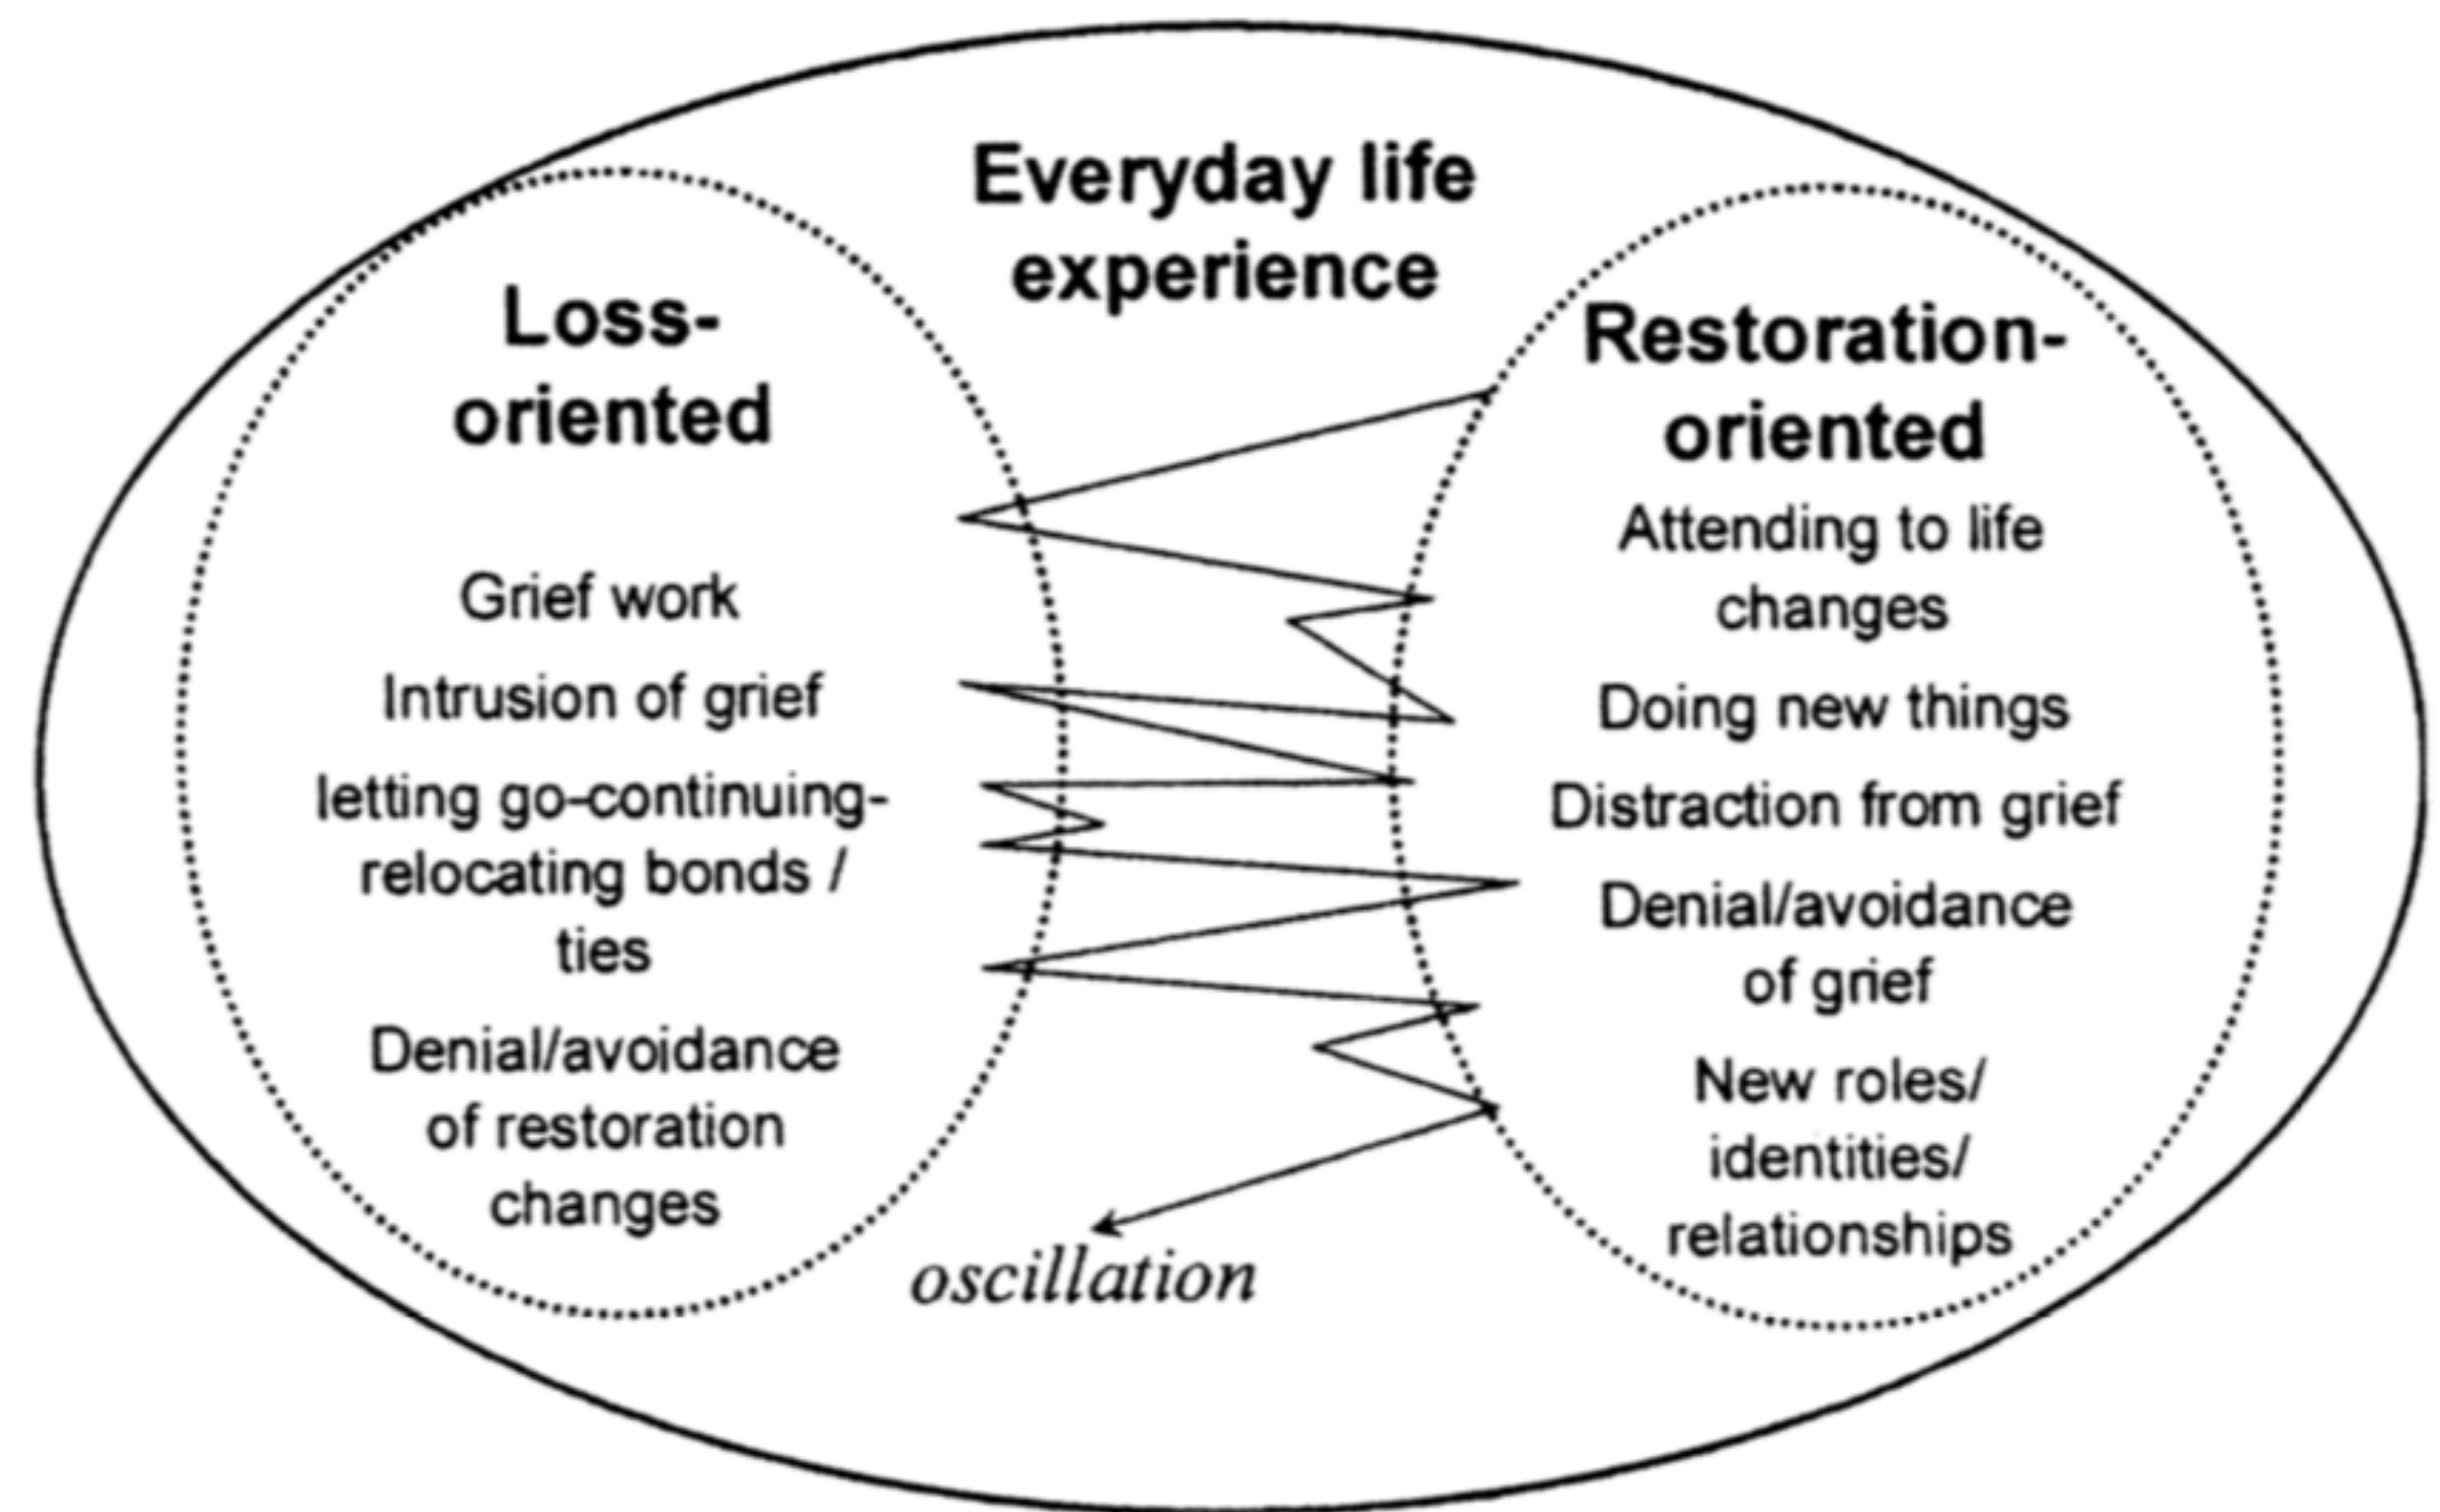 Everyday life
experience
Loss-
oriented
Grief work
Intrusion of grief
letting go-continuing-
relocating bonds /
ties
Denial/avoidance
of restoration
changes
Restoration-
oriented
Attending to life
changes
Doing new things
Distraction from grief
Denial/avoidance
of grief
New roles/
identities/
relationships
oscillation